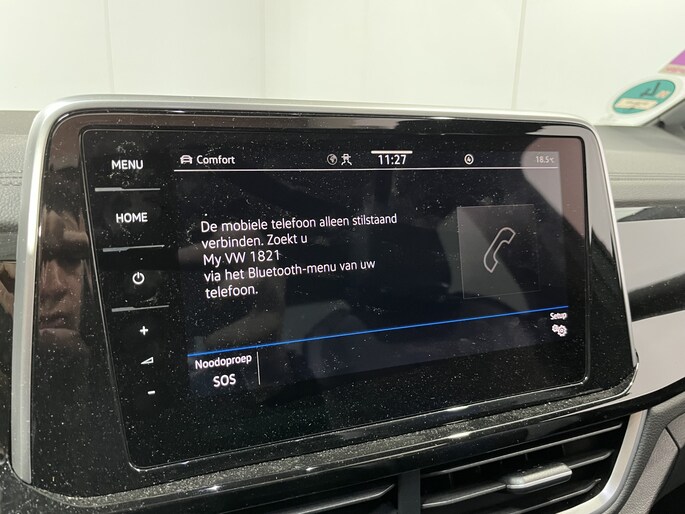 MENU
Comfort
11:27
18.5°C
HOME
De mobiele telefoon alleen stilstaand
verbinden. Zoekt u
My VW 1821
via het Bluetooth-menu van uw
telefoon.
+
-
Setup
Noodoproep
SOS